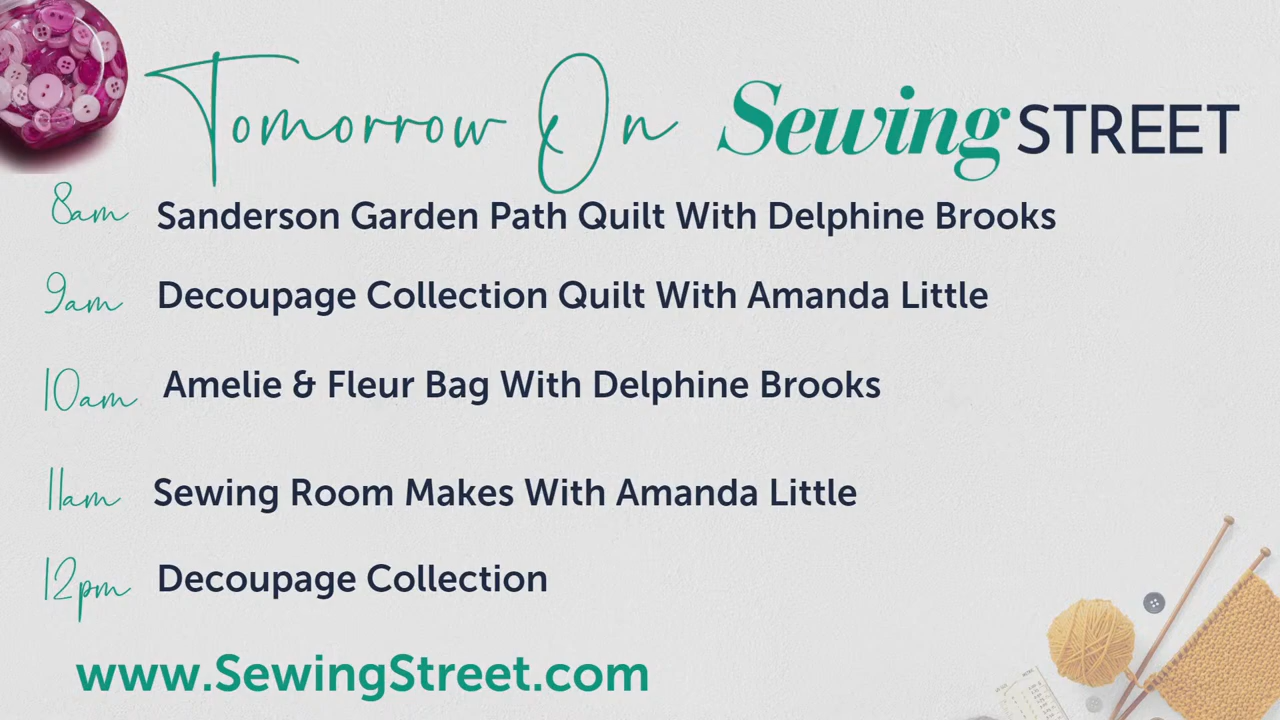 Tomorrow On Sewing STREET
8am Sanderson Garden Path Quilt With Delphine Brooks
9am Decoupage Collection Quilt With Amanda Little
10am Amelie & Fleur Bag With Delphine Brooks
11am Sewing Room Makes With Amanda Little
12pm Decoupage Collection
www.SewingStreet.com